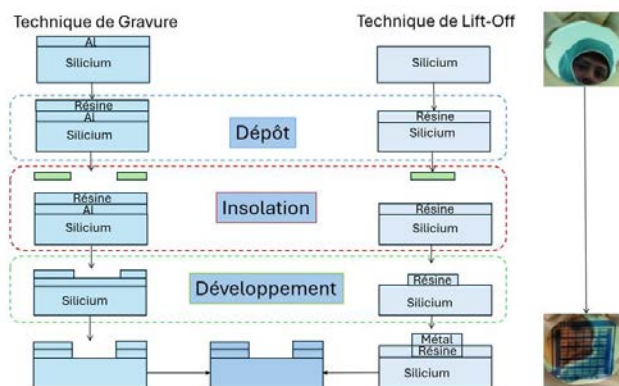 Technique de Gravure
Technique de Lift-Off
Al
Silicium
Silicium
Résine
Al
Silicium
Dépôt
Résine
Silicium
Résine
Al
Silicium
Insolation
Résine
Silicium
Silicium
Développement
Résine
Silicium
Métal
Résine
Silicium